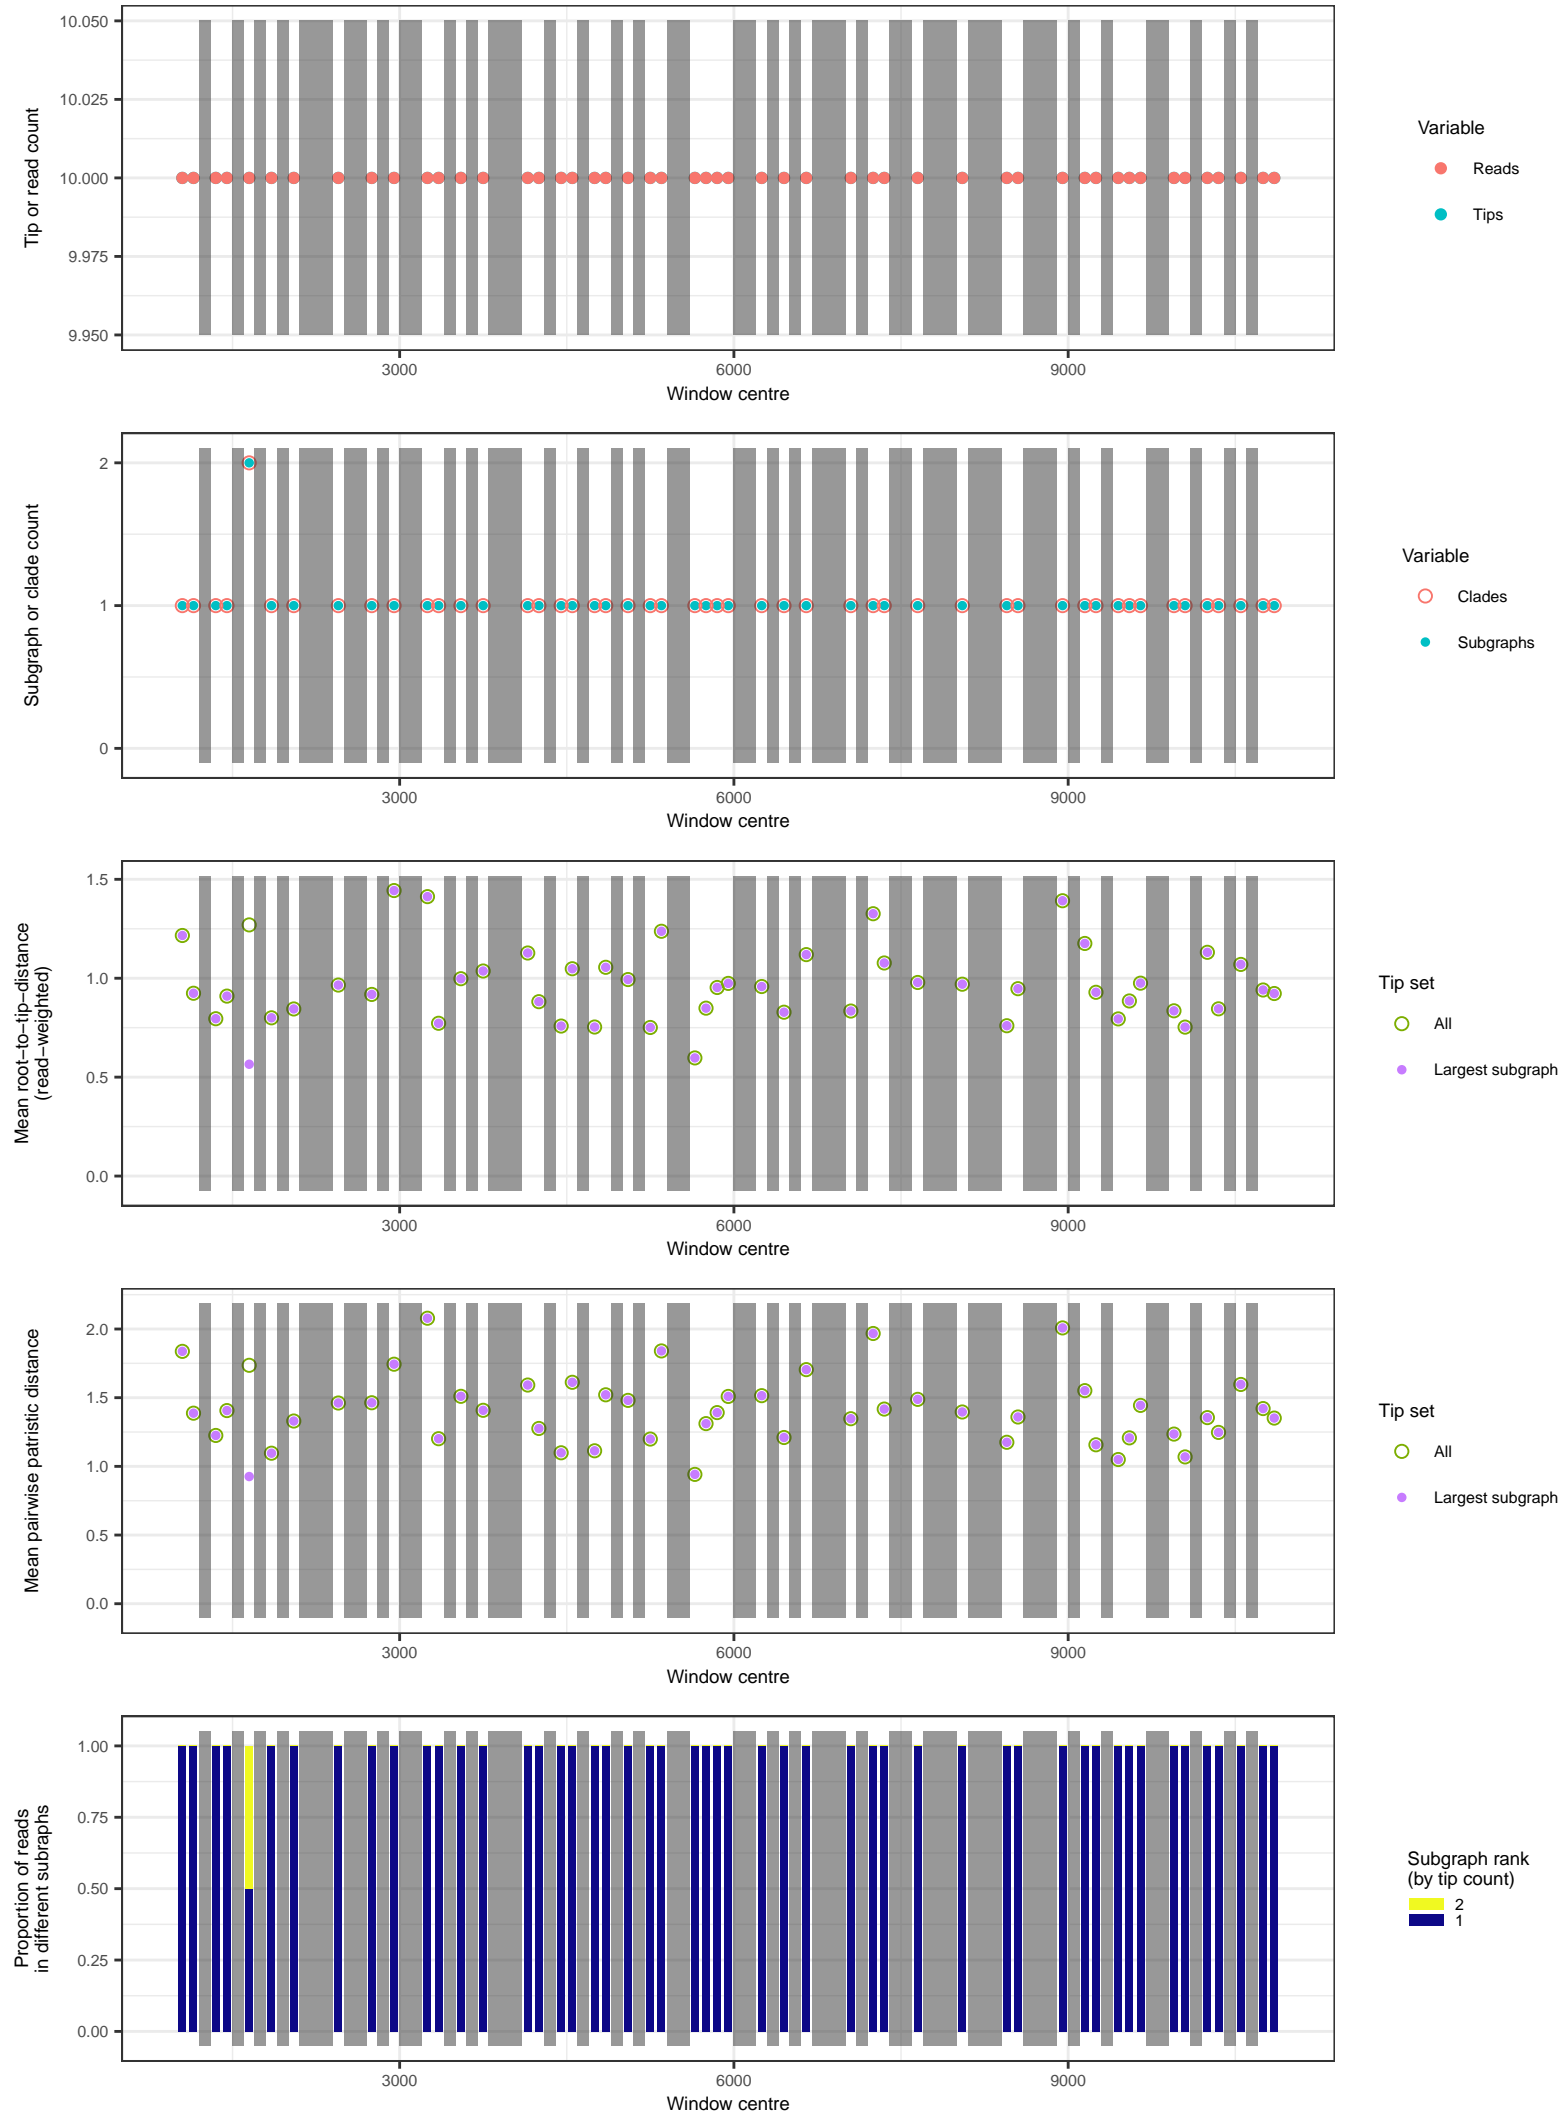 10.050
10.025
10.000
9.975
9.950
Tip or read count
3000
6000
9000
Window centre
Variable
Reads
Tips
2
1
0
Subgraph or clade count
3000
6000
9000
Window centre
Variable
Clades
Subgraphs
1.5
1.0
0.5
0.0
Mean root−to−tip−distance
(read−weighted)
3000
6000
9000
Window centre
Tip set
All
Largest subgraph
2.0
1.5
1.0
0.5
0.0
Mean pairwise patristic distance
3000
6000
9000
Window centre
Tip set
All
Largest subgraph
1.00
0.75
0.50
0.25
0.00
Proportion of reads
in different subraphs
3000
6000
9000
Window centre
Subgraph rank
(by tip count)
2
1